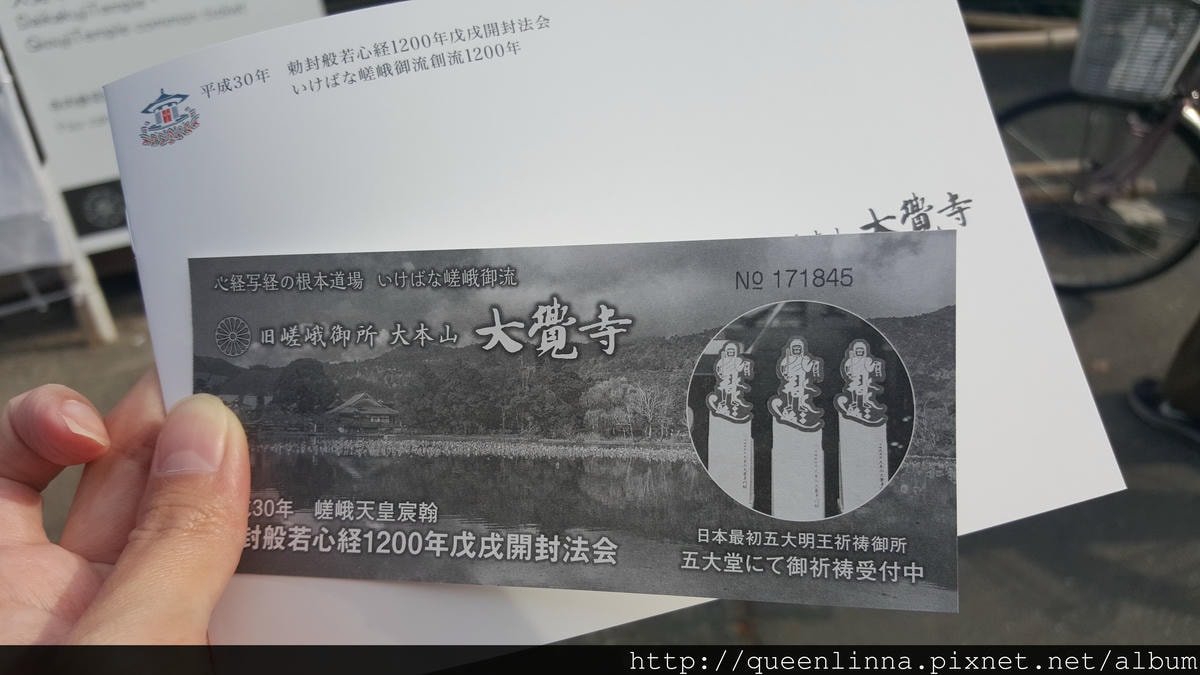 Daikakuji Temple
Gioji Temple common ticket
平成30年 勅封般若心経1200年戊戌開封法会
いけばな嵯峨御流創流1200年
大覺寺
心経写経の根本道場 いけばな嵯峨御流
№ 171845
旧嵯峨御所 大本山 大覺寺
30年 嵯峨天皇宸翰
封般若心経1200年戊戌開封法会
日本最初五大明王祈祷御所
五大堂にて御祈祷受付中
http://queenlinna.pixnet.net/album